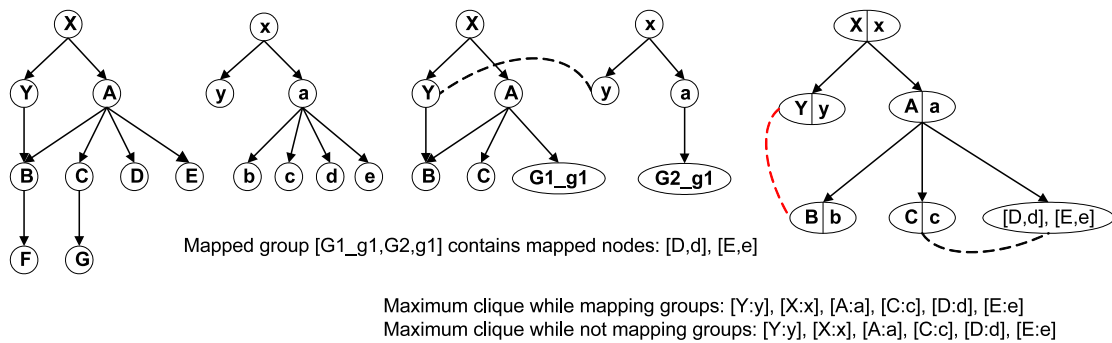 X x X x X x
Y A y a Y A y a Y y A a
B C D E b c d e B C G1_g1 G2_g1 B b C c [D,d], [E,e]
F G
Mapped group [G1_g1,G2,g1] contains mapped nodes: [D,d], [E,e]
Maximum clique while mapping groups: [Y:y], [X:x], [A:a], [C:c], [D:d], [E:e]
Maximum clique while not mapping groups: [Y:y], [X:x], [A:a], [C:c], [D:d], [E:e]